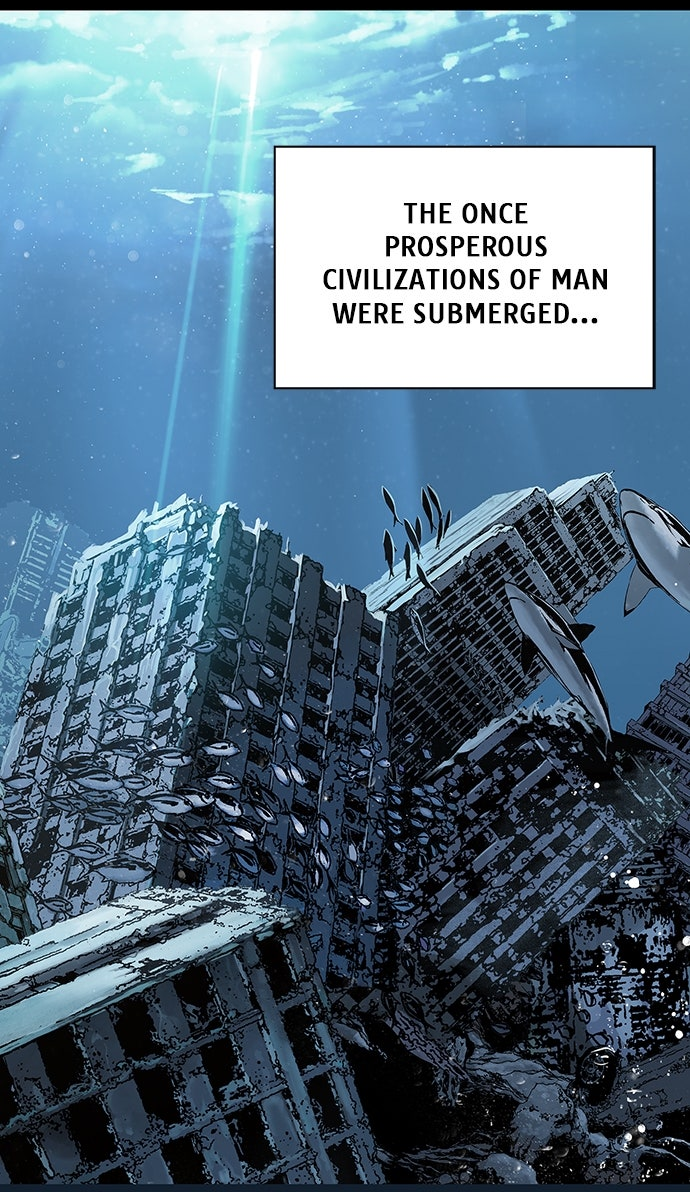 THE ONCE
PROSPEROUS
CIVILIZATIONS OF MAN
WERE SUBMERGED...